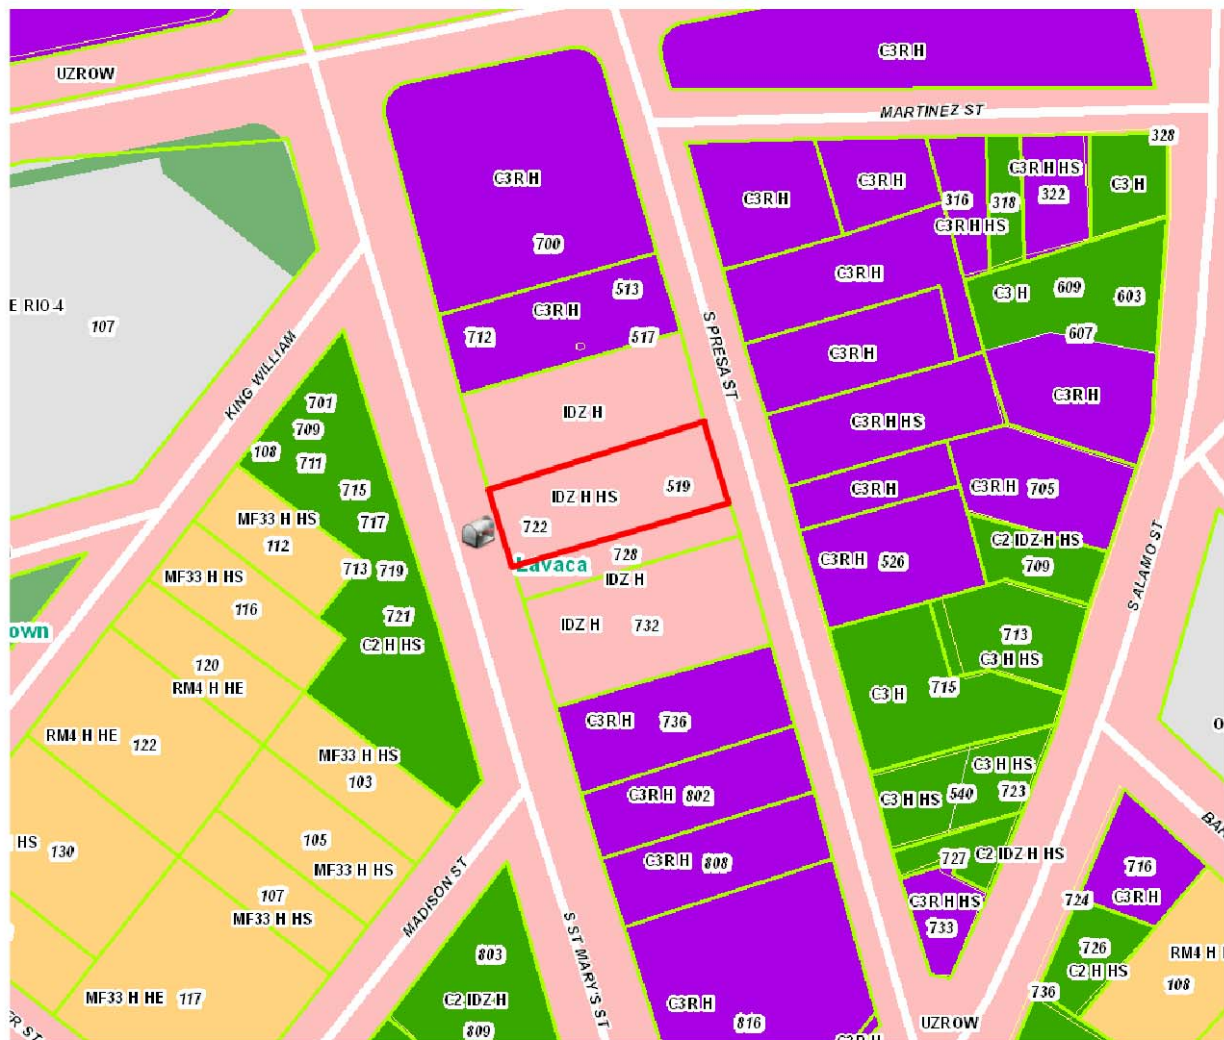 C3R H
UZROW
MARTINEZ ST
328
C3R H HS
C3R H
C3R H
C3 H
C3R H
316
318
322
C3R H HS
700
C3R H
C3 H
609
603
E RIO-4
513
C3R H
107
712
517
607
C3R H
S PRESA ST
KING WILLIAM
C3R H
701
IDZ H
C3R H HS
709
108
711
715
519
C3R H
C3R H
705
IDZ H HS
MF33 H HS
717
722
112
C2 IDZ H HS
728
C3R H
526
Lavaca
709
713
719
MF33 H HS
IDZ H
S ALAMO ST
116
721
IDZ H
732
own
C2 H HS
713
120
C3 H HS
RM4 H HE
C3 H
715
C3R H
736
RM4 H HE
122
MF33 H HS
C3 H HS
103
C3R H
802
C3 H HS
540
723
105
HS
130
C3R H
808
727
C2 IDZ H HS
MF33 H HS
716
107
MADISON ST
C3R H
C3R H HS
724
MF33 H HS
733
S ST MARY'S ST
803
726
RM4 H
C2 H HS
108
MF33 H HE
117
C2 IDZ H
C3R H
736
809
816
UZROW
C3R H